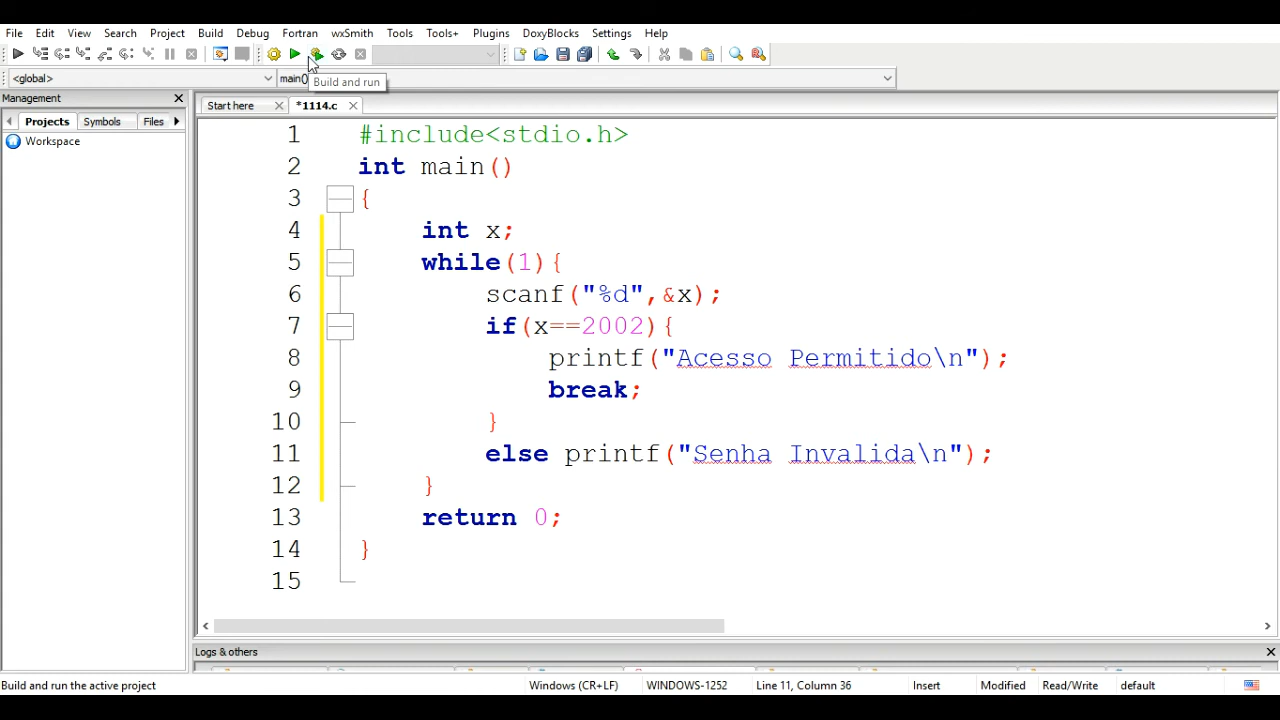 File Edit View Search Project Build Debug Fortran wxSmith Tools Tools+ Plugins DoxyBlocks Settings Help
<global> main()
Build and run
Management
Start here *1114.c
Projects Symbols Files
Workspace
1 #include<stdio.h>
2 int main()
3 {
4 int x;
5 while(1){
6 scanf("%d",&x);
7 if(x==2002){
8 printf("Acesso Permitido\n");
9 break;
10 }
11 else printf("Senha Invalida\n");
12 }
13 return 0;
14 }
15
Logs & others
Build and run the active project Windows (CR+LF) WINDOWS-1252 Line 11, Column 36 Insert Modified Read/Write default